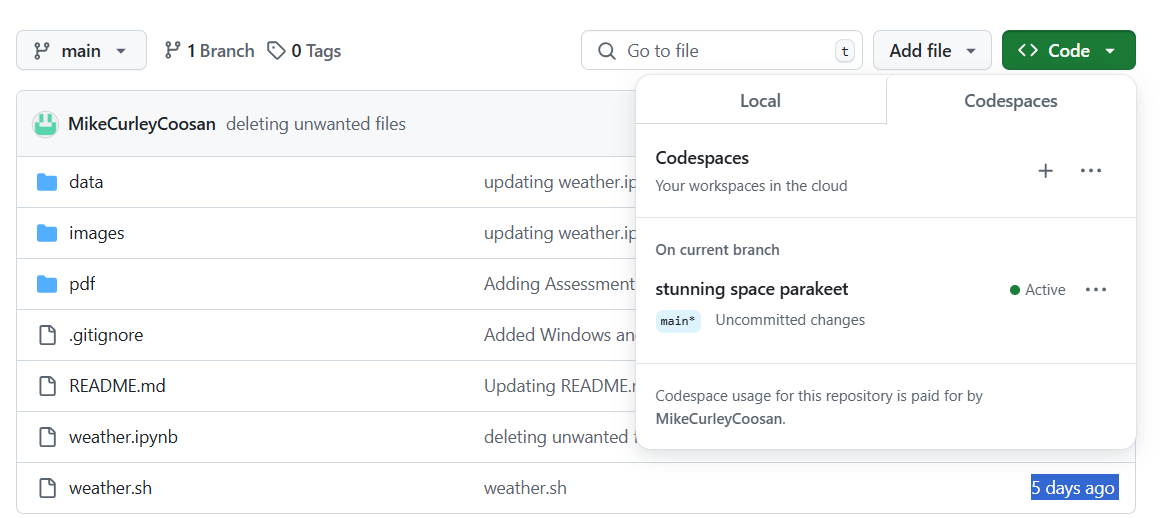 main 1 Branch 0 Tags Go to file t Add file Code
Local Codespaces
MikeCurleyCoosan deleting unwanted files
Codespaces
Your workspaces in the cloud
data updating weather.ip
images updating weather.ip
On current branch
pdf Adding Assessment
stunning space parakeet Active
main* Uncommitted changes
.gitignore Added Windows an
README.md Updating README.
Codespace usage for this repository is paid for by
MikeCurleyCoosan.
weather.ipynb deleting unwanted
weather.sh weather.sh 5 days ago